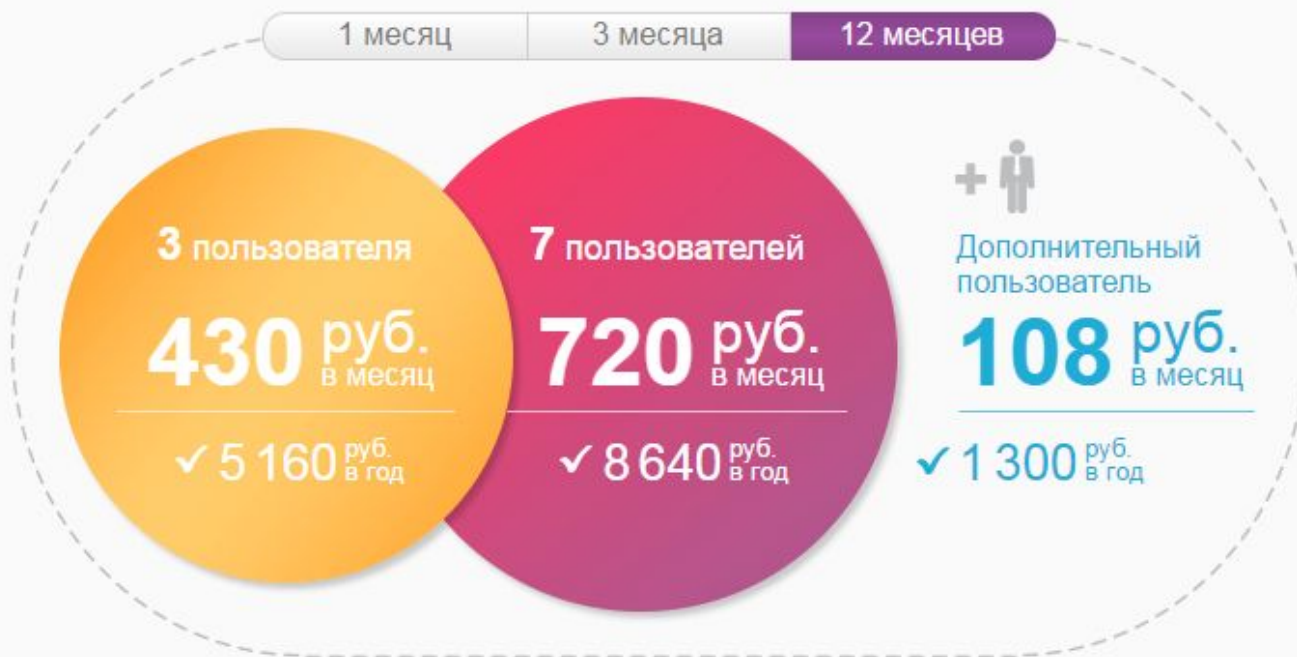 1 месяц
3 месяца
12 месяцев
3 пользователя
430 руб.
в месяц
✓ 5 160 руб.
в год
7 пользователей
720 руб.
в месяц
✓ 8 640 руб.
в год
+
Дополнительный
пользователь
108 руб.
в месяц
✓ 1 300 руб.
в год